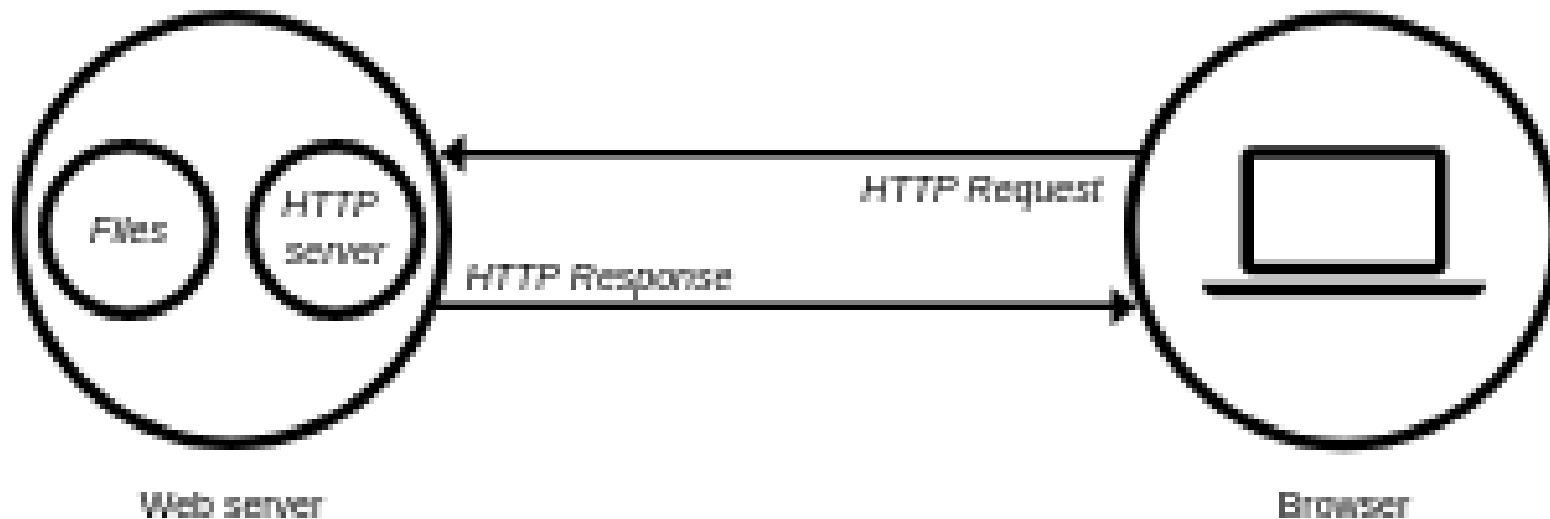 Files
HTTP
server
HTTP Request
HTTP Response
Web server
Browser